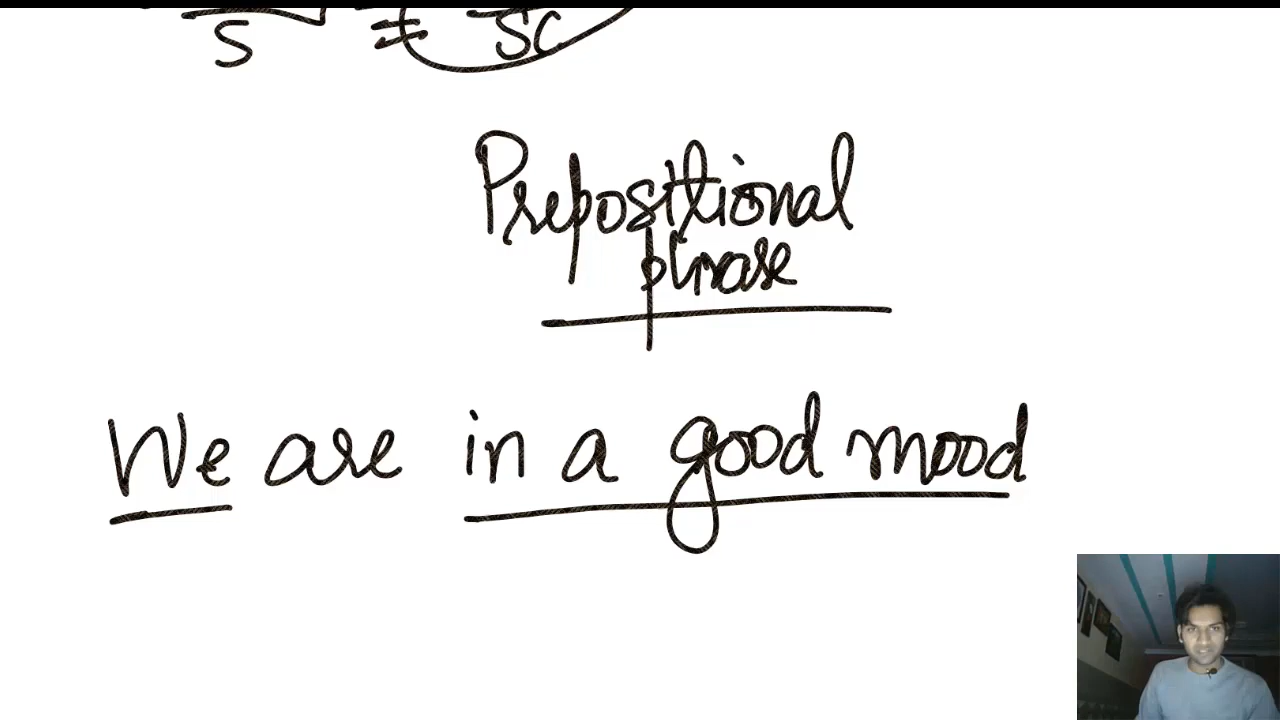 S = SC
Prepositional
phrase
We are in a good mood